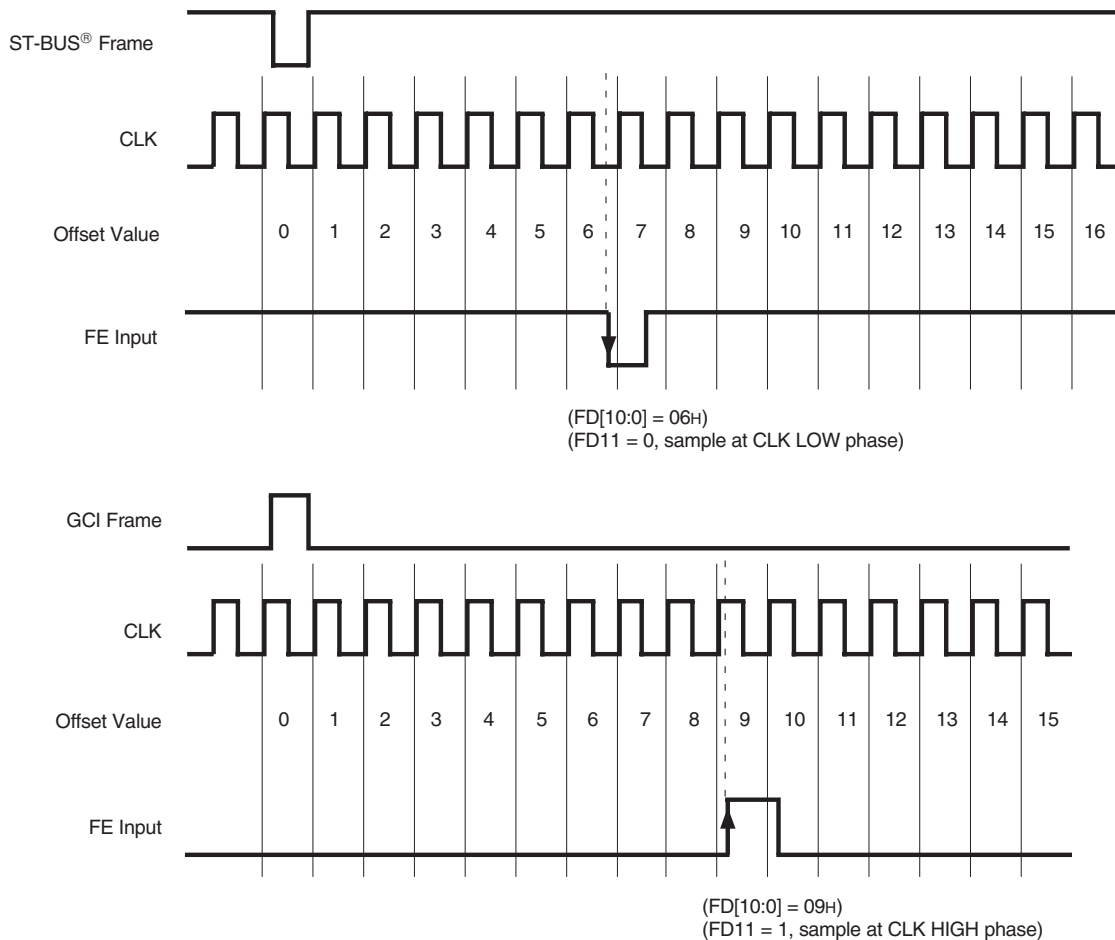 ST-BUS® Frame
CLK
Offset Value 0 1 2 3 4 5 6 7 8 9 10 11 12 13 14 15 16
FE Input
(FD[10:0] = 06H)
(FD11 = 0, sample at CLK LOW phase)
GCI Frame
CLK
Offset Value 0 1 2 3 4 5 6 7 8 9 10 11 12 13 14 15
FE Input
(FD[10:0] = 09H)
(FD11 = 1, sample at CLK HIGH phase)